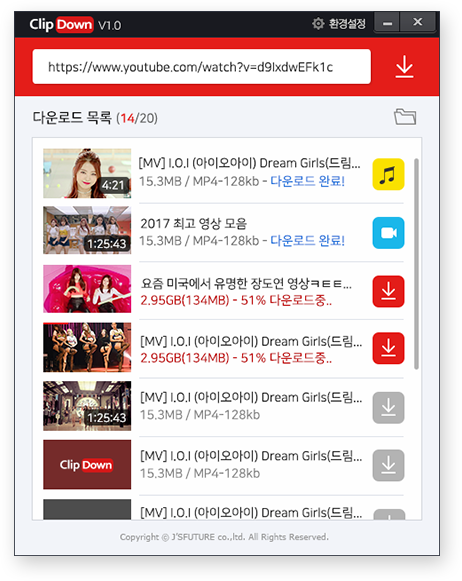 Clip Down V1.0
환경설정
https://www.youtube.com/watch?v=d9IxdwEFk1c
다운로드 목록 (14/20)
[MV] I.O.I (아이오아이) Dream Girls(드림...
4:21
15.3MB / MP4-128kb - 다운로드 완료!
2017 최고 영상 모음
1:25:43
15.3MB / MP4-128kb - 다운로드 완료!
요즘 미국에서 유명한 장도연 영상ㅋㅌㅌ...
2.95GB(134MB) - 51% 다운로드중..
[MV] I.O.I (아이오아이) Dream Girls(드림...
2.95GB(134MB) - 51% 다운로드중..
[MV] I.O.I (아이오아이) Dream Girls(드림...
1:25:43
15.3MB / MP4-128kb
[MV] I.O.I (아이오아이) Dream Girls(드림...
Clip Down
15.3MB / MP4-128kb
[MV] I.O.I (아이오아이) Dream Girls(드림...
Copyright © J'SFUTURE co.,ltd. All Rights Reserved.